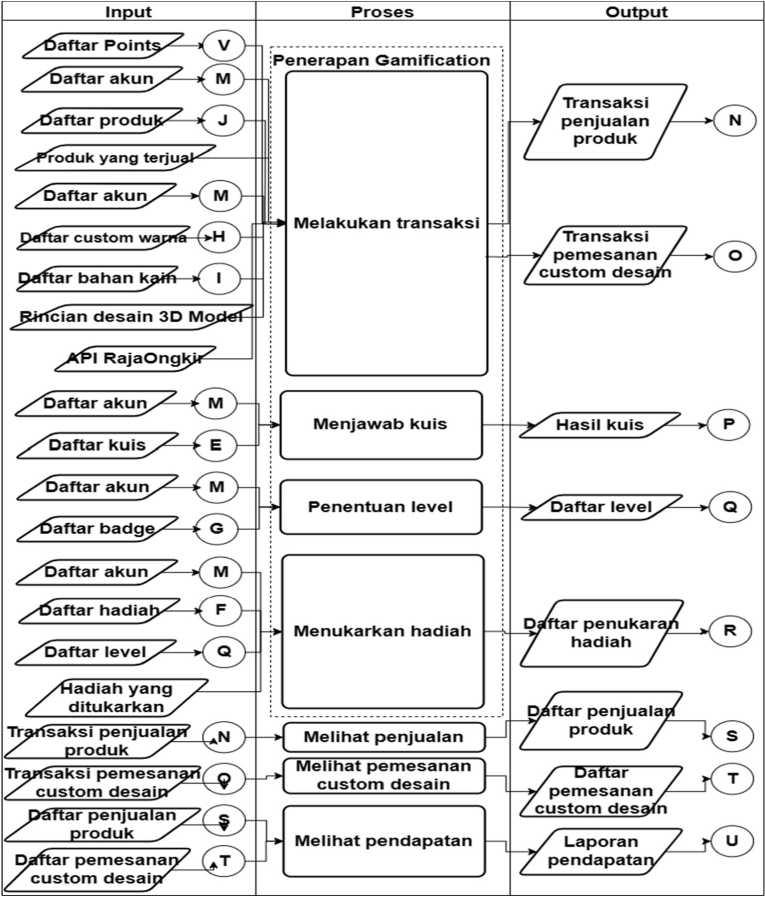 Input
Proses
Output
Daftar Points
V
Daftar akun
M
Daftar produk
J
Produk yang terjual
Daftar akun
M
Daftar custom warna
H
Daftar bahan kain
I
Rincian desain 3D Model
API RajaOngkir
Penerapan Gamification
Melakukan transaksi
Transaksi
penjualan
produk
N
Transaksi
pemesanan
custom desain
O
Daftar akun
M
Daftar kuis
E
Menjawab kuis
Hasil kuis
P
Daftar akun
M
Daftar badge
G
Penentuan level
Daftar level
Q
Daftar akun
M
Daftar hadiah
F
Daftar level
Q
Hadiah yang
ditukarkan
Menukarkan hadiah
Daftar penukaran
hadiah
R
Transaksi penjualan
produk
N
Melihat penjualan
Daftar penjualan
produk
S
Transaksi pemesanan
custom desain
O
Melihat pemesanan
custom desain
Daftar
pemesanan
custom desain
T
Daftar penjualan
produk
S
Daftar pemesanan
custom desain
T
Melihat pendapatan
Laporan
pendapatan
U